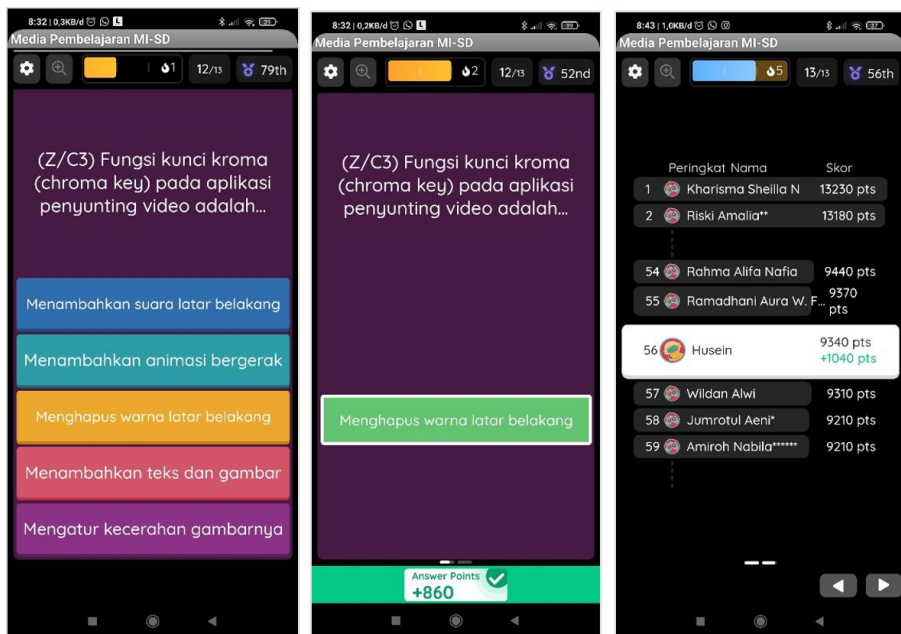 8:32 | 0,3KB/d
39
Media Pembelajaran MI-SD
1
12/13
79th
(Z/C3) Fungsi kunci kroma
(chroma key) pada aplikasi
penyunting video adalah...
Menambahkan suara latar belakang
Menambahkan animasi bergerak
Menghapus warna latar belakang
Menambahkan teks dan gambar
Mengatur kecerahan gambarnya
8:32 | 0,2KB/d
39
Media Pembelajaran MI-SD
2
12/13
52nd
(Z/C3) Fungsi kunci kroma
(chroma key) pada aplikasi
penyunting video adalah...
Menghapus warna latar belakang
Answer Points
+860
8:43 | 1,0KB/d
37
Media Pembelajaran MI-SD
5
13/13
56th
Peringkat Nama Skor
1 Kharisma Sheilla N 13230 pts
2 Riski Amalia** 13180 pts
54 Rahma Alifa Nafia 9440 pts
55 Ramadhani Aura W. F... 9370 pts
56 Husein 9340 pts
+1040 pts
57 Wildan Alwi 9310 pts
58 Jumrotul Aeni* 9210 pts
59 Amiroh Nabila****** 9210 pts